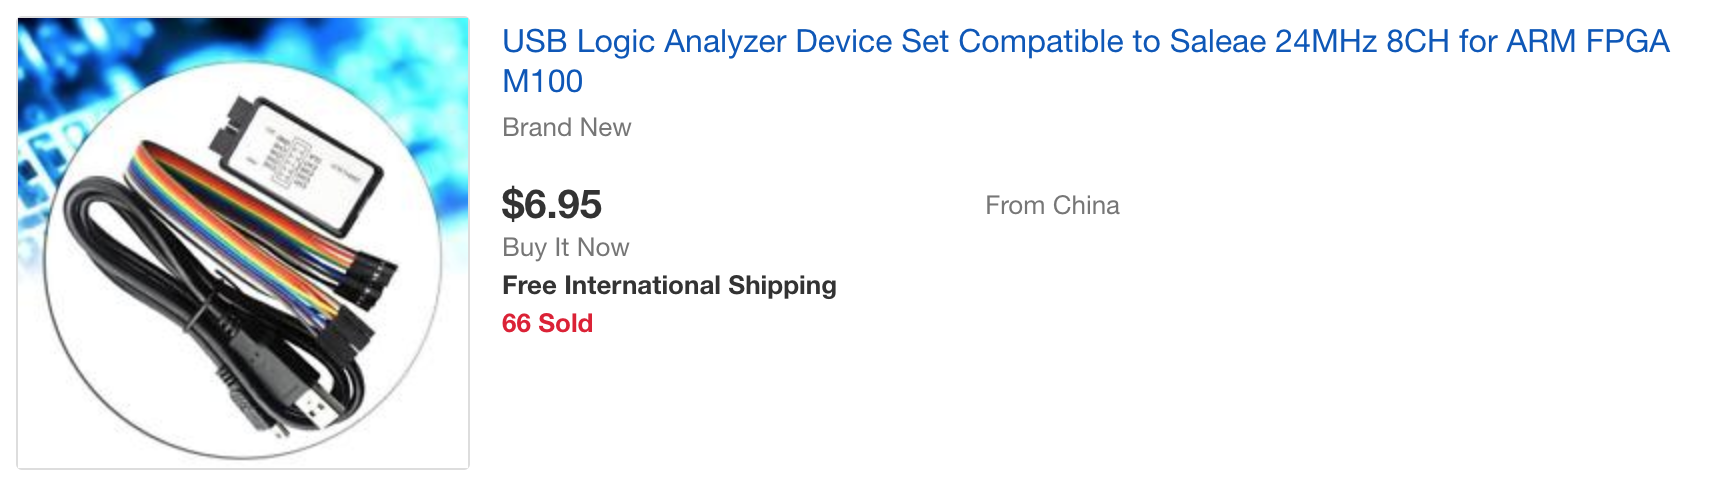 USB Logic Analyzer Device Set Compatible to Saleae 24MHz 8CH for ARM FPGA
M100
Brand New
$6.95
From China
Buy It Now
Free International Shipping
66 Sold